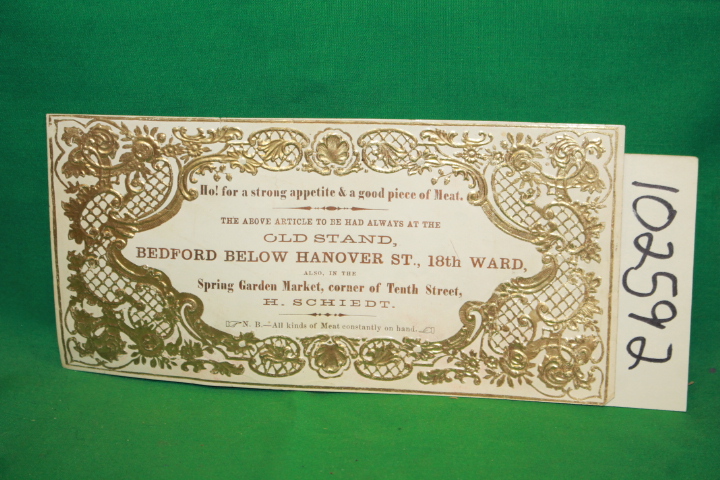 Ho! for a strong appetite & a good piece of Meat.
THE ABOVE ARTICLE TO BE HAD ALWAYS AT THE
OLD STAND,
BEDFORD BELOW HANOVER ST., 18th WARD,
ALSO, IN THE
Spring Garden Market, corner of Tenth Street,
H. SCHIEDT.
☞ N. B.—All kinds of Meat constantly on hand. ☜
102592